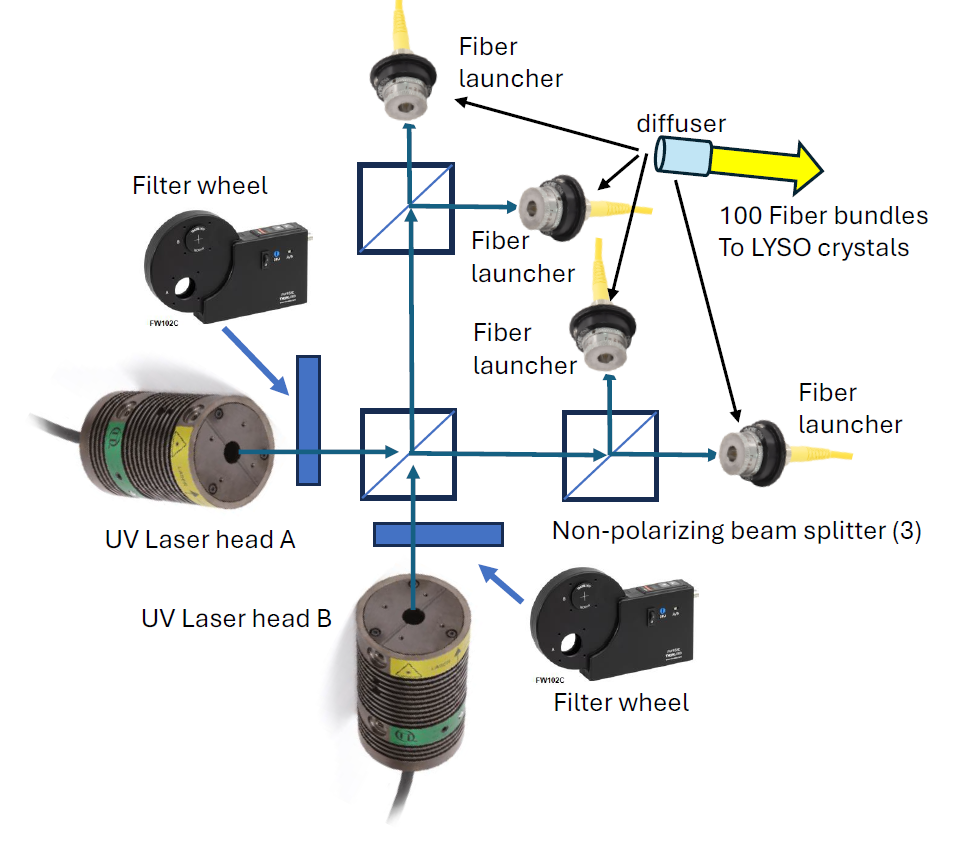 Fiber
launcher
diffuser
Filter wheel
100 Fiber bundles
To LYSO crystals
Fiber
launcher
FW102C
Fiber
launcher
Fiber
launcher
UV Laser head A
Non-polarizing beam splitter (3)
UV Laser head B
FW102C
Filter wheel